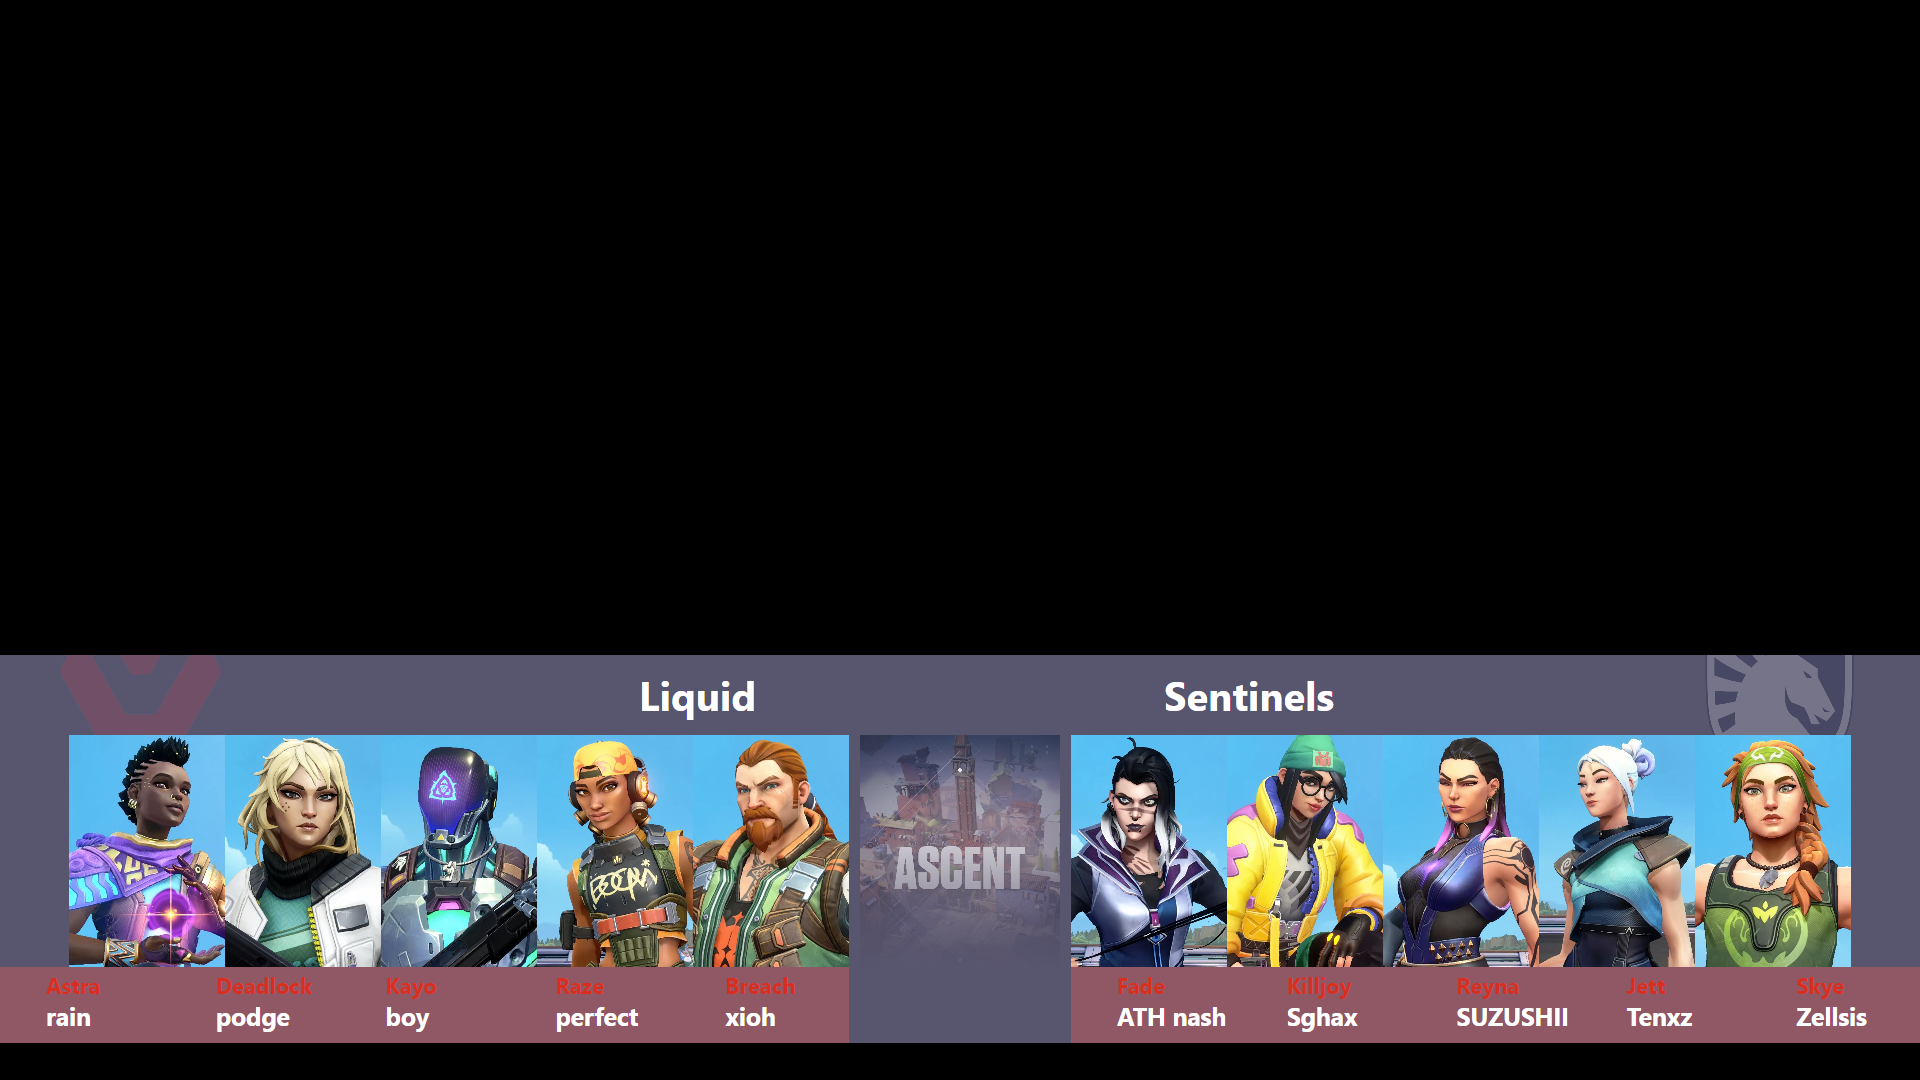 Liquid
Sentinels
ASCENT
Astra
Deadlock
Kayo
Raze
Breach
Fade
Killjoy
Reyna
Jett
Skye
rain
podge
boy
perfect
xioh
ATH nash
Sghax
SUZUSHII
Tenxz
Zellsis